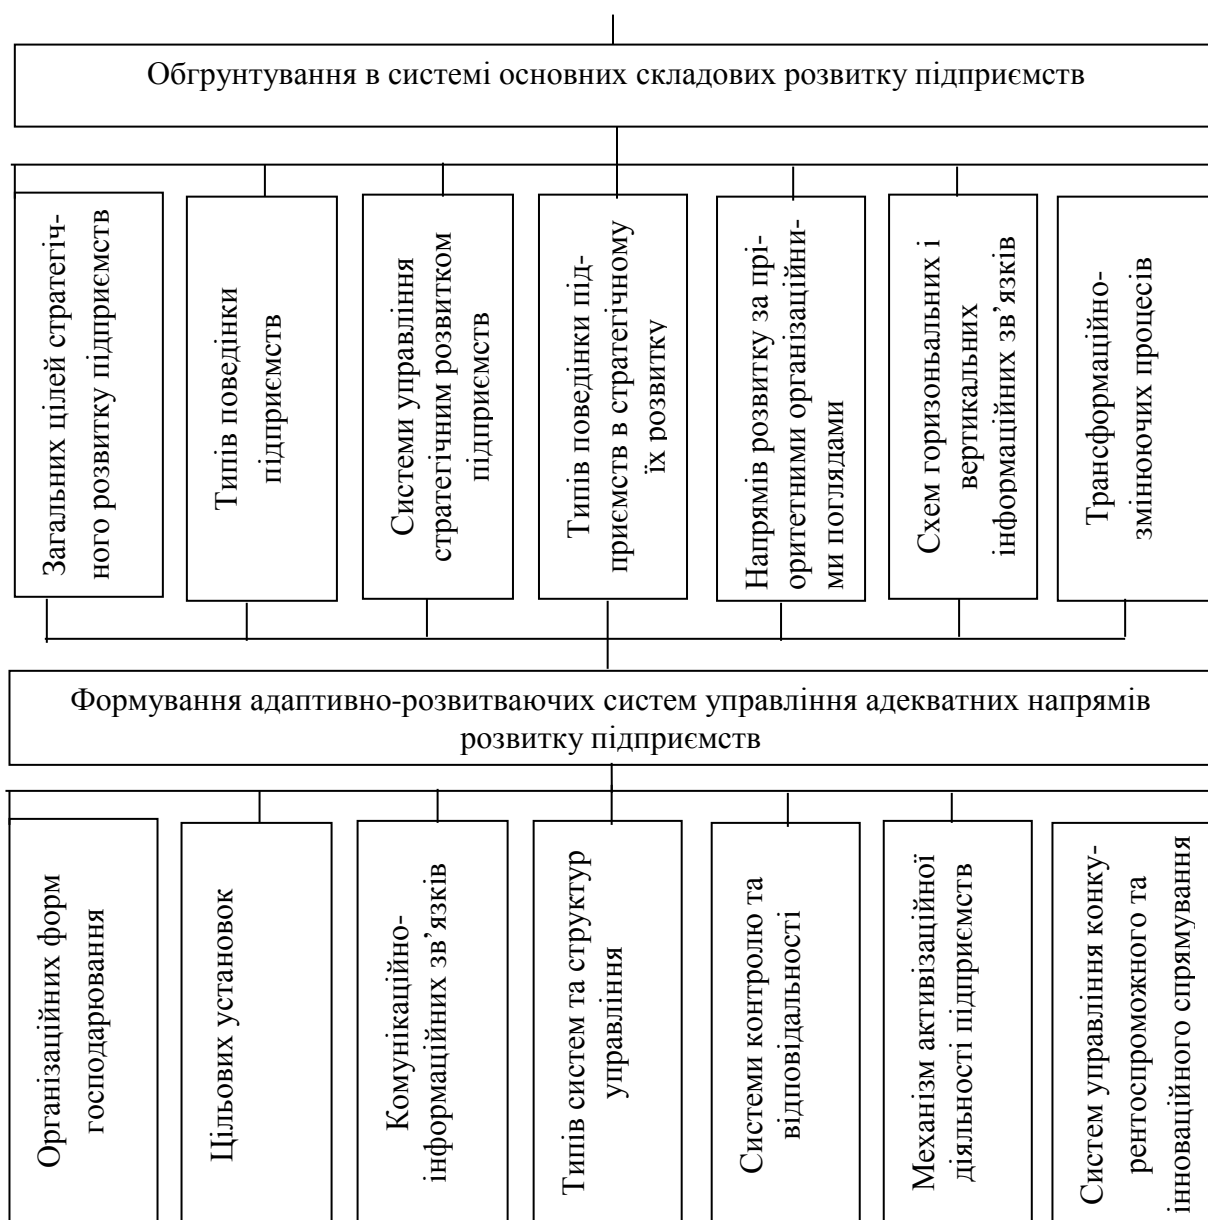 Обгрунтування в системі основних складових розвитку підприємств
Загальних цілей стратегіч-
ного розвитку підприємств
Типів поведінки
підприємств
Системи управління
стратегічним розвитком
підприємств
Типів поведінки під-
приємств в стратегічному
їх розвитку
Напрямів розвитку за прі-
оритетними організаційни-
ми поглядами
Схем горизоньальних і
вертикальних
інформаційних зв’язків
Трансформаційно-
змінюючих процесів
Формування адаптивно-розвитваючих систем управління адекватних напрямів
розвитку підприємств
Організаційних форм
господарювання
Цільових установок
Комунікаційно-
інформаційних зв’язків
Типів систем та структур
управління
Системи контролю та
відповідальності
Механізм активізаційної
діяльності підприємств
Систем управління конку-
рентоспроможного та
інноваційного спрямування